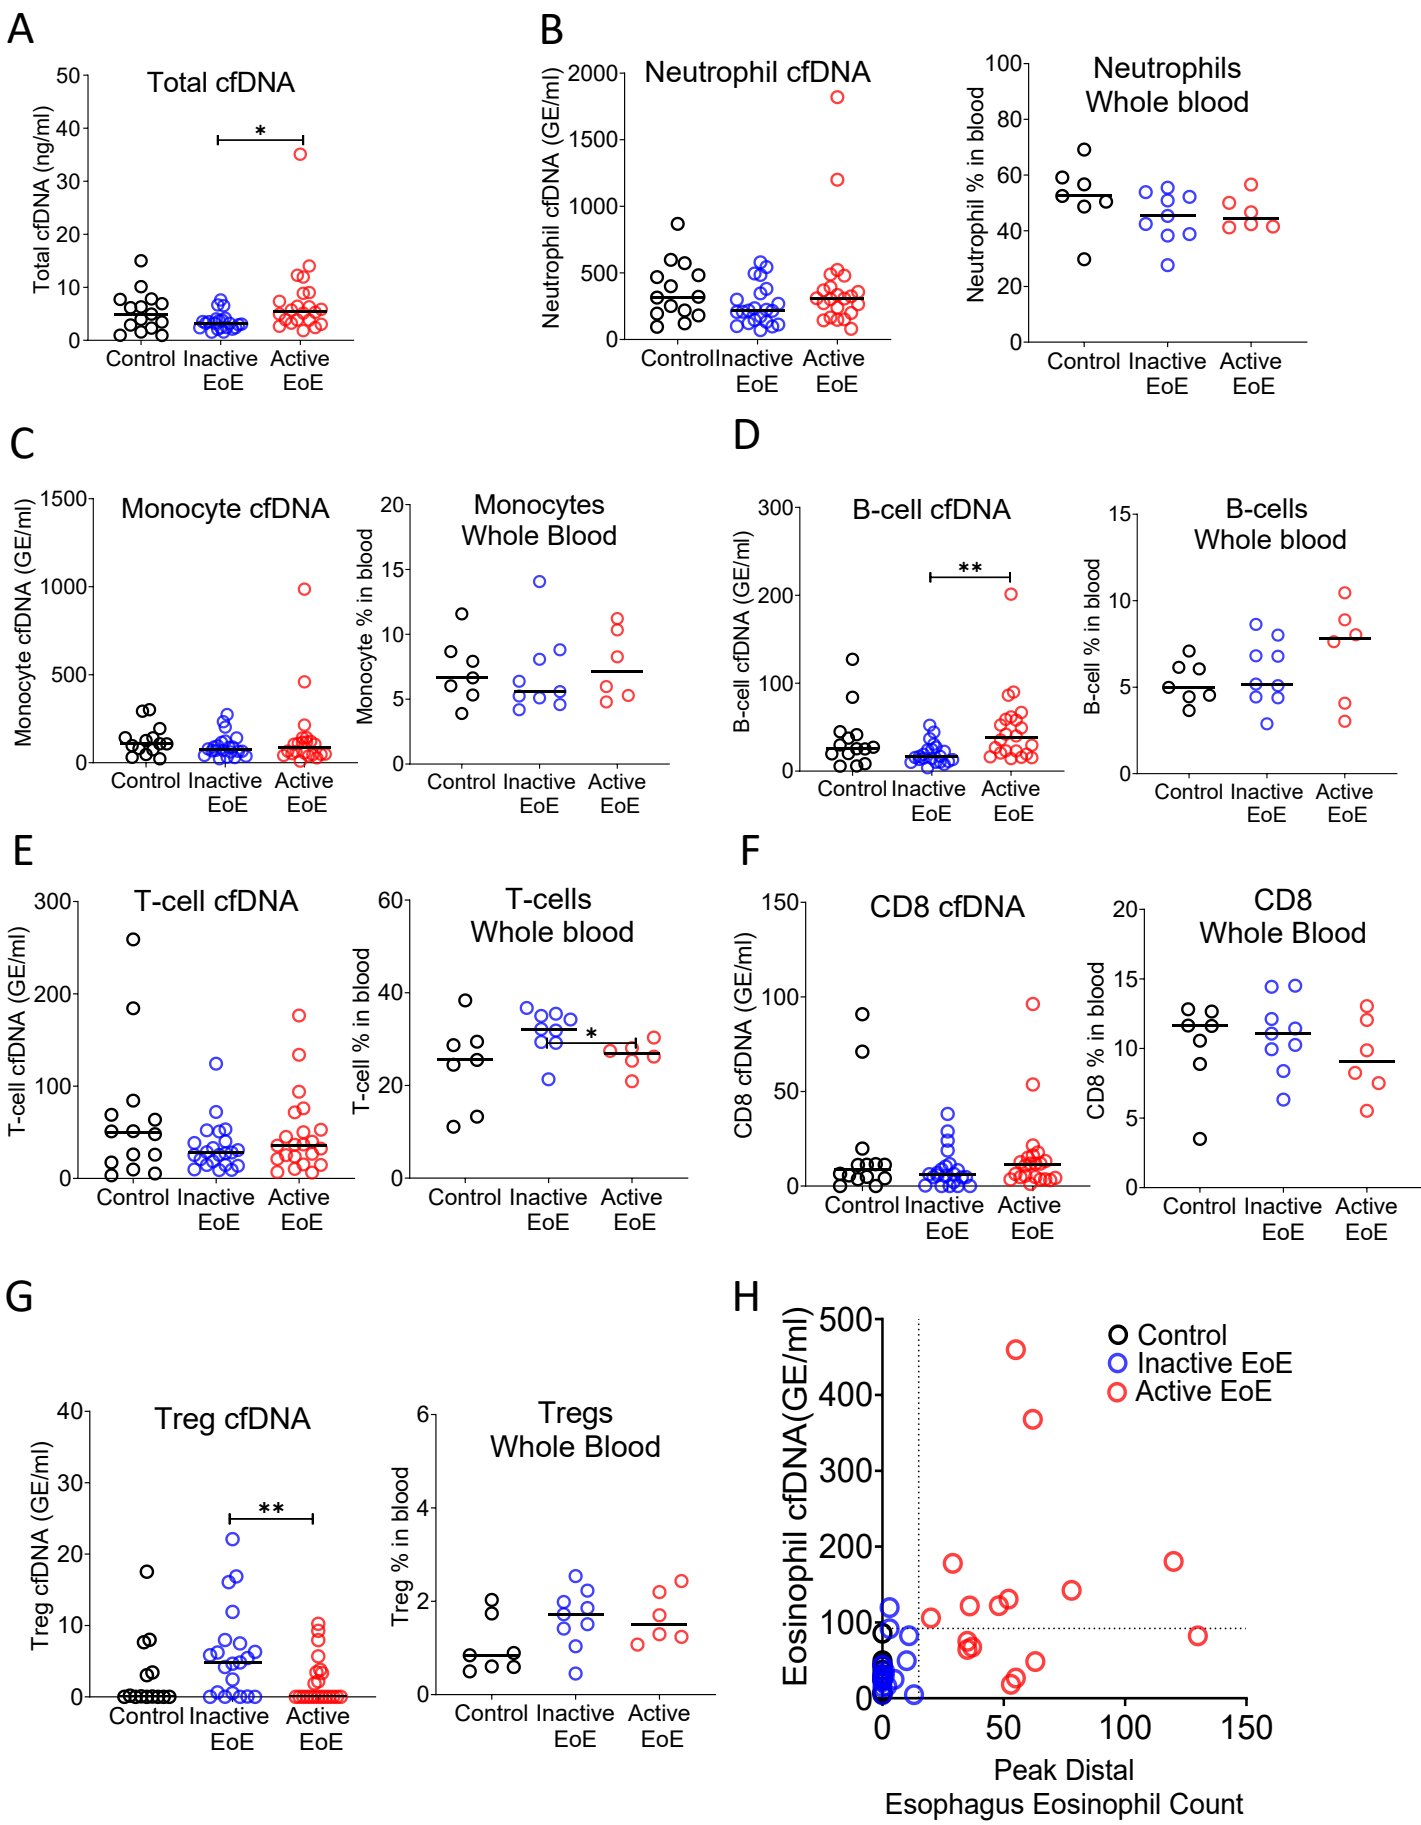 A
Total cfDNA
Total cfDNA (ng/ml)
50
40
30
20
10
0
*
Control Inactive Active
EoE EoE
B
Neutrophil cfDNA
Neutrophil cfDNA (GE/ml)
2000
1500
1000
500
0
Control Inactive Active
EoE EoE
Neutrophils
Whole blood
Neutrophil % in blood
100
80
60
40
20
0
Control Inactive Active
EoE EoE
C
Monocyte cfDNA
Monocyte cfDNA (GE/ml)
1500
1000
500
0
Control Inactive Active
EoE EoE
Monocytes
Whole Blood
Monocyte % in blood
20
15
10
5
0
Control Inactive Active
EoE EoE
D
B-cell cfDNA
B-cell cfDNA (GE/ml)
300
200
100
0
**
Control Inactive Active
EoE EoE
B-cells
Whole blood
B-cell % in blood
15
10
5
0
Control Inactive Active
EoE EoE
E
T-cell cfDNA
T-cell cfDNA (GE/ml)
300
200
100
0
Control Inactive Active
EoE EoE
T-cells
Whole blood
T-cell % in blood
60
40
20
0
*
Control Inactive Active
EoE EoE
F
CD8 cfDNA
CD8 cfDNA (GE/ml)
150
100
50
0
Control Inactive Active
EoE EoE
CD8
Whole Blood
CD8 % in blood
20
15
10
5
0
Control Inactive Active
EoE EoE
G
Treg cfDNA
Treg cfDNA (GE/ml)
40
30
20
10
0
**
Control Inactive Active
EoE EoE
Tregs
Whole Blood
Treg % in blood
6
4
2
0
Control Inactive Active
EoE EoE
H
Eosinophil cfDNA(GE/ml)
500
400
300
200
100
0
Control
Inactive EoE
Active EoE
0 50 100 150
Peak Distal
Esophagus Eosinophil Count